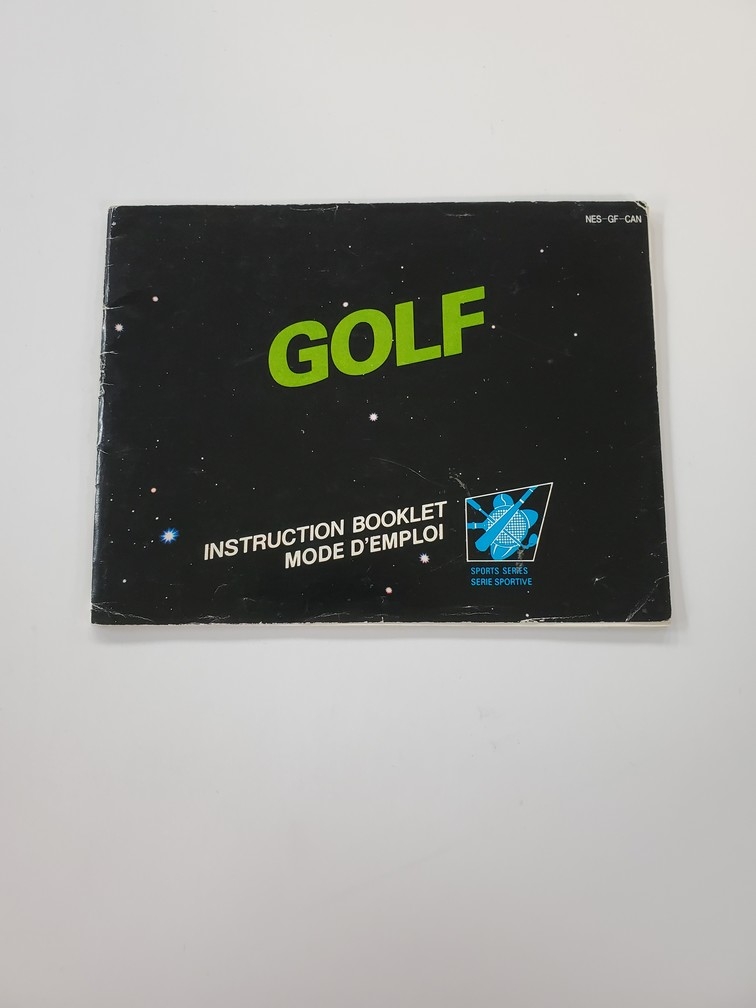 NES-GF-CAN
GOLF
INSTRUCTION BOOKLET
MODE D'EMPLOI
SPORTS SERIES
SERIE SPORTIVE